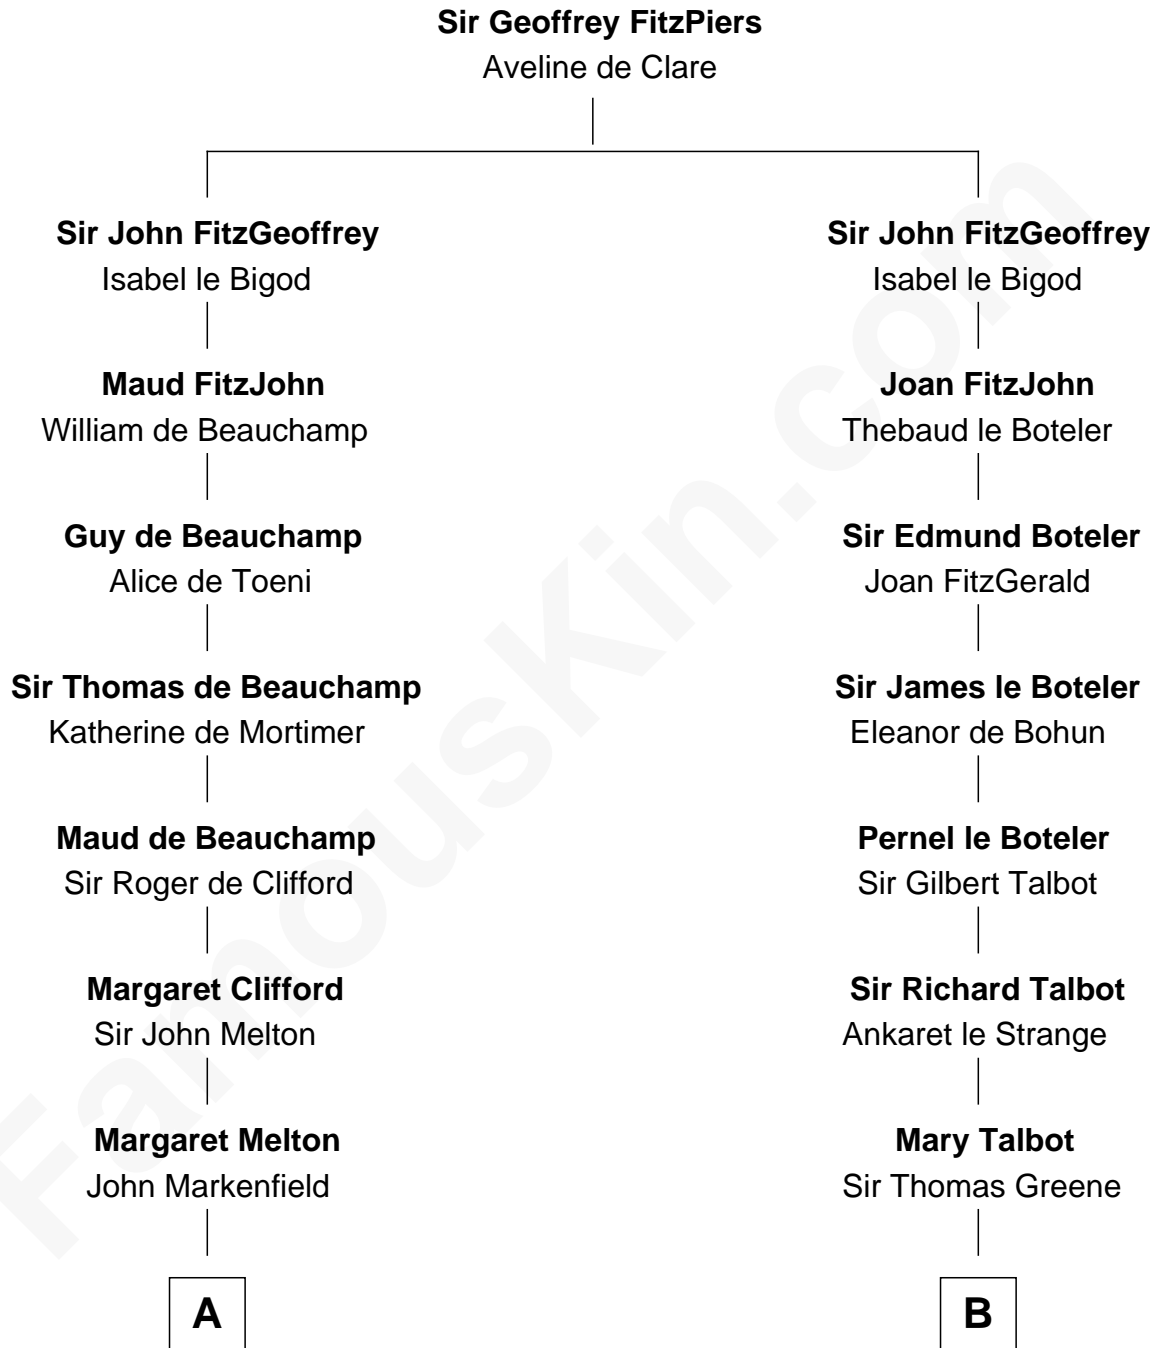 Sir Geoffrey FitzPiers
Aveline de Clare
Sir John FitzGeoffrey
Isabel le Bigod
Sir John FitzGeoffrey
Isabel le Bigod
Maud FitzJohn
William de Beauchamp
Joan FitzJohn
Thebaud le Boteler
Guy de Beauchamp
Alice de Toeni
Sir Edmund Boteler
Joan FitzGerald
Sir Thomas de Beauchamp
Katherine de Mortimer
Sir James le Boteler
Eleanor de Bohun
Maud de Beauchamp
Sir Roger de Clifford
Pernel le Boteler
Sir Gilbert Talbot
Margaret Clifford
Sir John Melton
Sir Richard Talbot
Ankaret le Strange
Margaret Melton
John Markenfield
Mary Talbot
Sir Thomas Greene
A
B
FamousKin.com